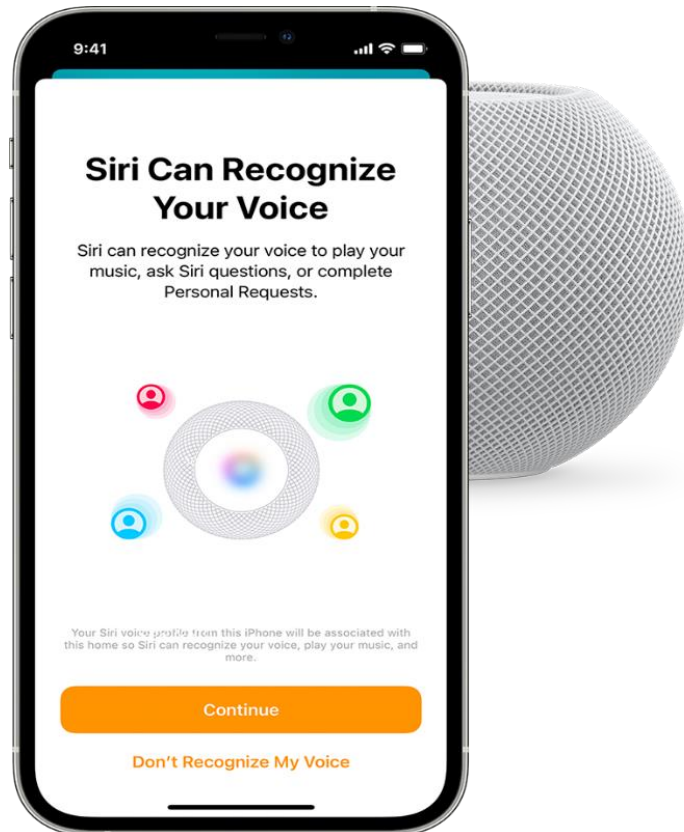 9:41
Siri Can Recognize
Your Voice
Siri can recognize your voice to play your
music, ask Siri questions, or complete
Personal Requests.
Your Siri voice profile from this iPhone will be associated with
this home so Siri can recognize your voice, play your music, and
more.
Continue
Don't Recognize My Voice